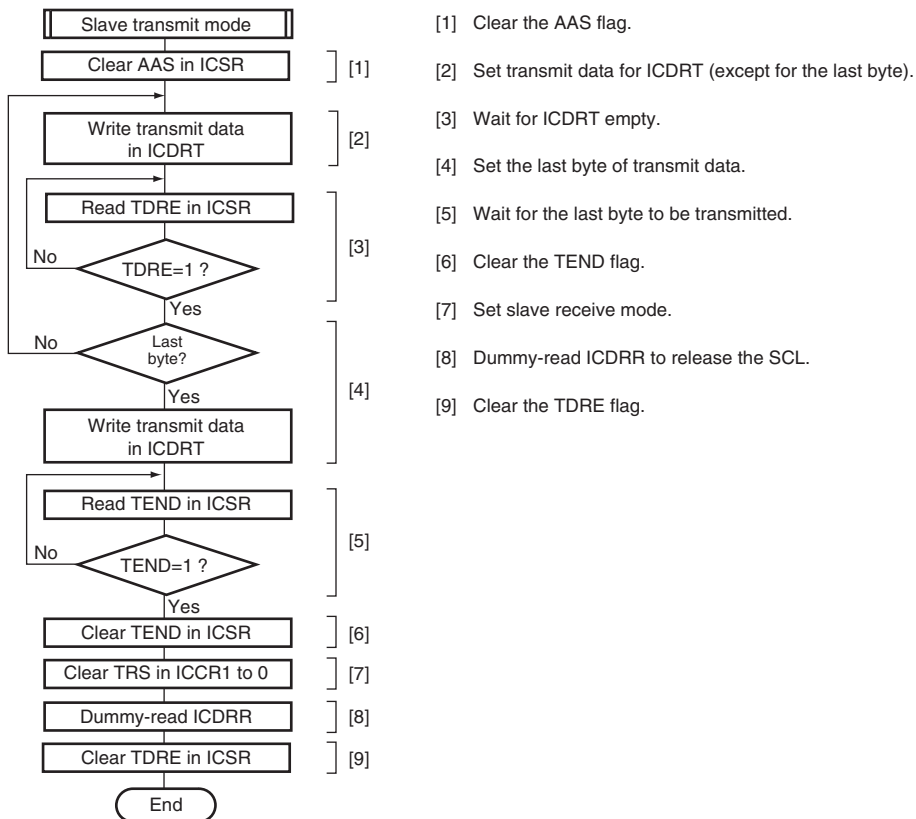 Slave transmit mode
Clear AAS in ICSR
[1]
Write transmit data
in ICDRT
[2]
Read TDRE in ICSR
[3]
No
TDRE=1 ?
Yes
No
Last
byte?
[4]
Yes
Write transmit data
in ICDRT
Read TEND in ICSR
[5]
No
TEND=1 ?
Yes
Clear TEND in ICSR
[6]
Clear TRS in ICCR1 to 0
[7]
Dummy-read ICDRR
[8]
Clear TDRE in ICSR
[9]
End
[1] Clear the AAS flag.
[2] Set transmit data for ICDRT (except for the last byte).
[3] Wait for ICDRT empty.
[4] Set the last byte of transmit data.
[5] Wait for the last byte to be transmitted.
[6] Clear the TEND flag.
[7] Set slave receive mode.
[8] Dummy-read ICDRR to release the SCL.
[9] Clear the TDRE flag.